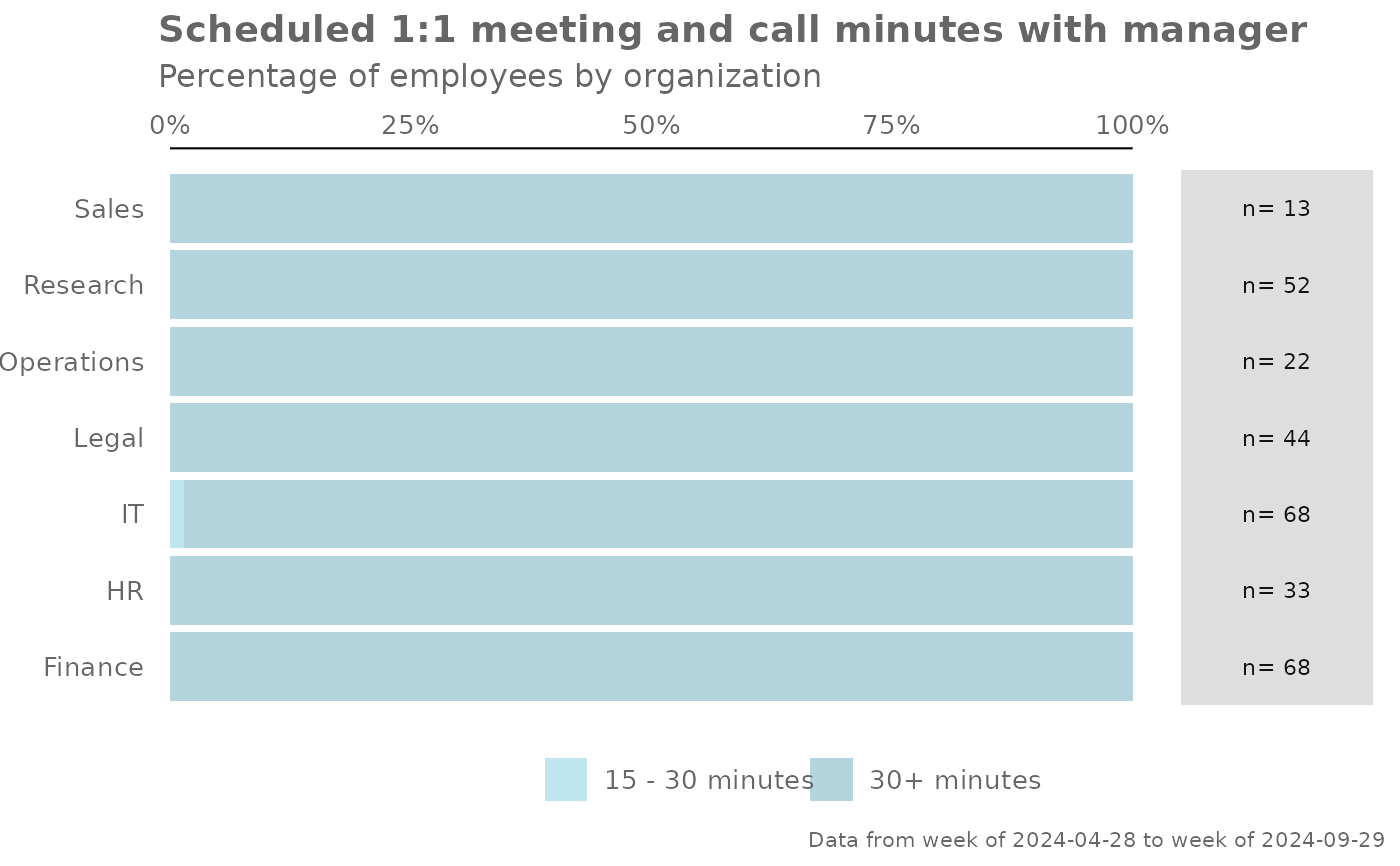 Scheduled 1:1 meeting and call minutes with manager
Percentage of employees by organization
0% 25% 50% 75% 100%
Sales n= 13
Research n= 52
Operations n= 22
Legal n= 44
IT n= 68
HR n= 33
Finance n= 68
15 - 30 minutes 30+ minutes
Data from week of 2024-04-28 to week of 2024-09-29